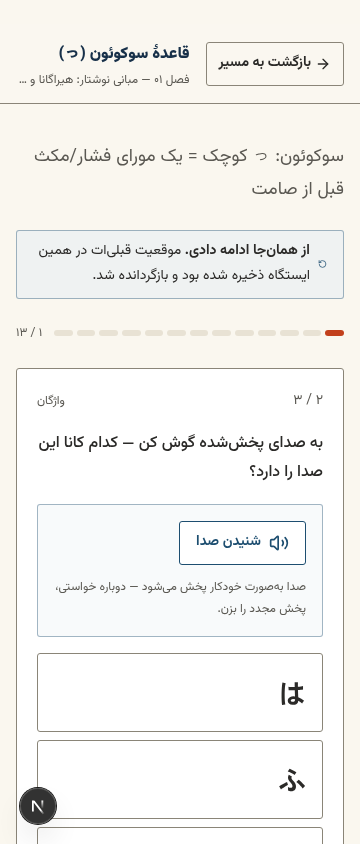 بازگشت به مسیر
قاعدهٔ سوکوئون (っ)
فصل ۰۱ — مبانی نوشتار: هیراگانا و ...
سوکوئون: っ کوچک = یک مورای فشار/مکث
قبل از صامت
از همان‌جا ادامه دادی. موقعیت قبلی‌ات در همین
ایستگاه ذخیره شده بود و بازگردانده شد.
۱۳ / ۱
۳ / ۲
واژگان
به صدای پخش‌شده گوش کن — کدام کانا این
صدا را دارد؟
شنیدن صدا
صدا به‌صورت خودکار پخش می‌شود — دوباره خواستی،
پخش مجدد را بزن.
は
ふ
N